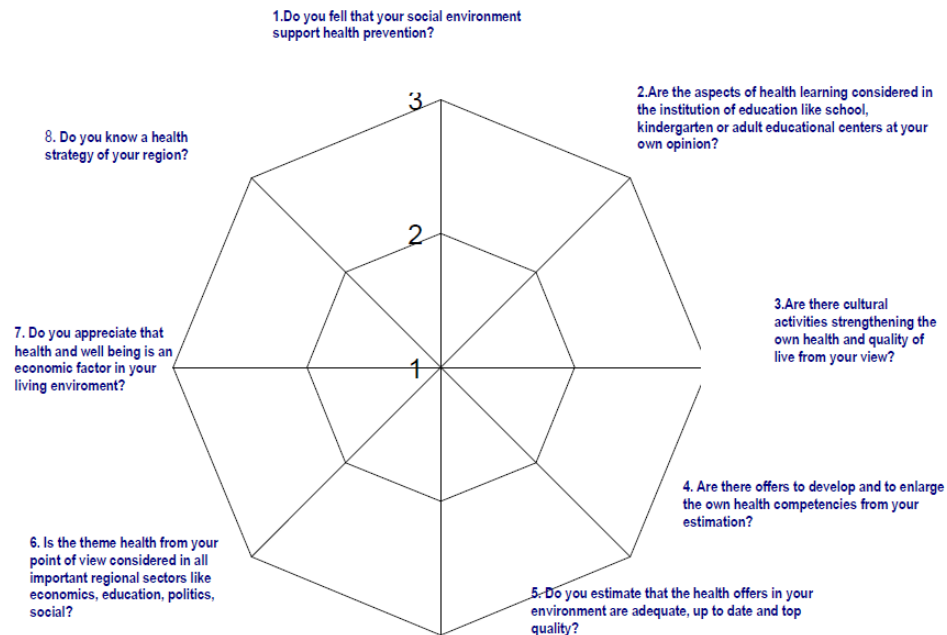 1.Do you fell that your social environment
support health prevention?
2.Are the aspects of health learning considered in
the institution of education like school,
kindergarten or adult educational centers at your
own opinion?
3.Are there cultural
activities strengthening the
own health and quality of
live from your view?
4. Are there offers to develop and to enlarge
the own health competencies from your
estimation?
5. Do you estimate that the health offers in your
environment are adequate, up to date and top
quality?
6. Is the theme health from your
point of view considered in all
important regional sectors like
economics, education, politics,
social?
7. Do you appreciate that
health and well being is an
economic factor in your
living enviroment?
8. Do you know a health
strategy of your region?
3
2
1